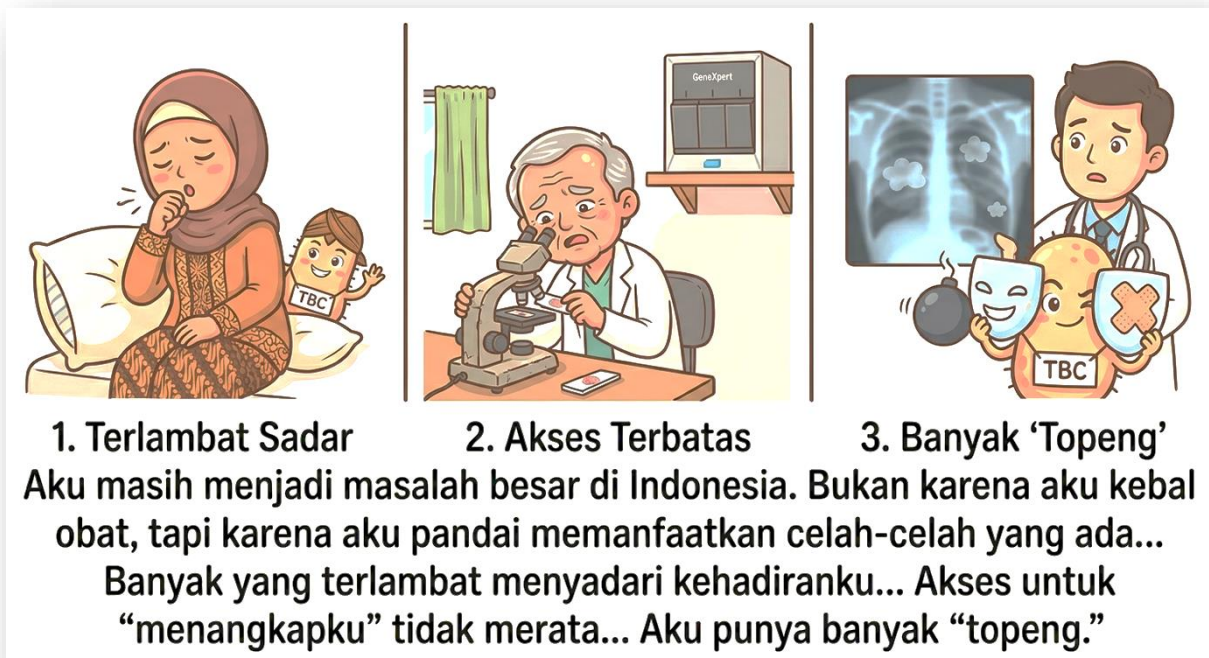 GeneXpert
TBC
TBC
1. Terlambat Sadar
2. Akses Terbatas
3. Banyak ‘Topeng’
Aku masih menjadi masalah besar di Indonesia. Bukan karena aku kebal
obat, tapi karena aku pandai memanfaatkan celah-celah yang ada...
Banyak yang terlambat menyadari kehadiranku... Akses untuk
“menangkapku” tidak merata... Aku punya banyak “topeng.”